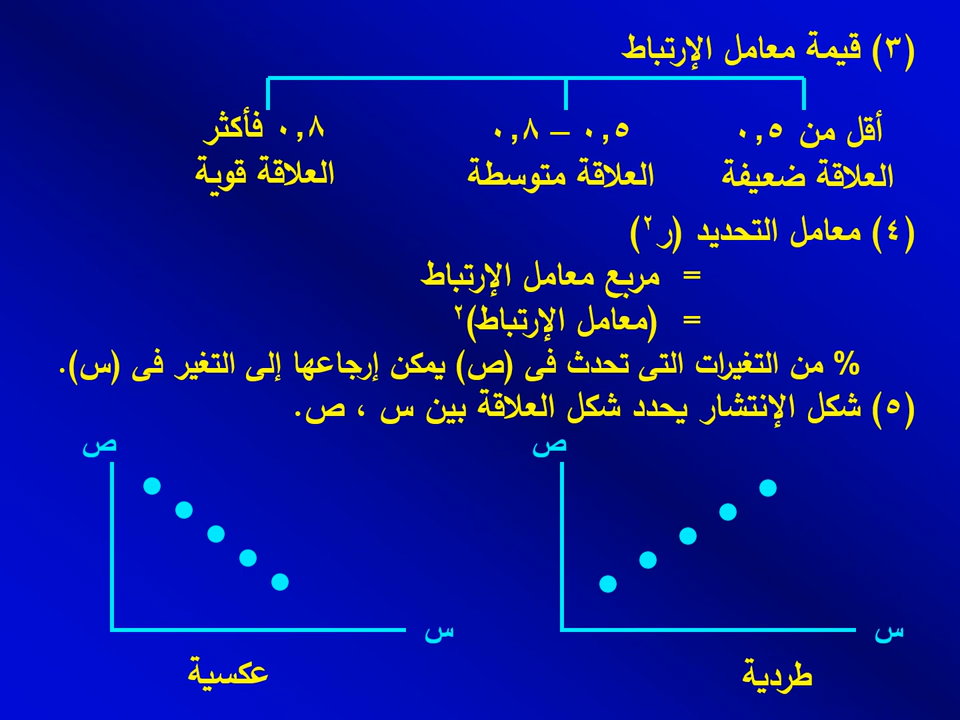 (٣) قيمة معامل الإرتباط
أقل من ٠,٥
العلاقة ضعيفة
٠,٥ – ٠,٨
العلاقة متوسطة
٠,٨ فأكثر
العلاقة قوية
(٤) معامل التحديد (ر٢)
= مربع معامل الإرتباط
= (معامل الإرتباط)٢
% من التغيرات التى تحدث فى (ص) يمكن إرجاعها إلى التغير فى (س).
(٥) شكل الإنتشار يحدد شكل العلاقة بين س ، ص.
ص
س
طردية
ص
س
عكسية